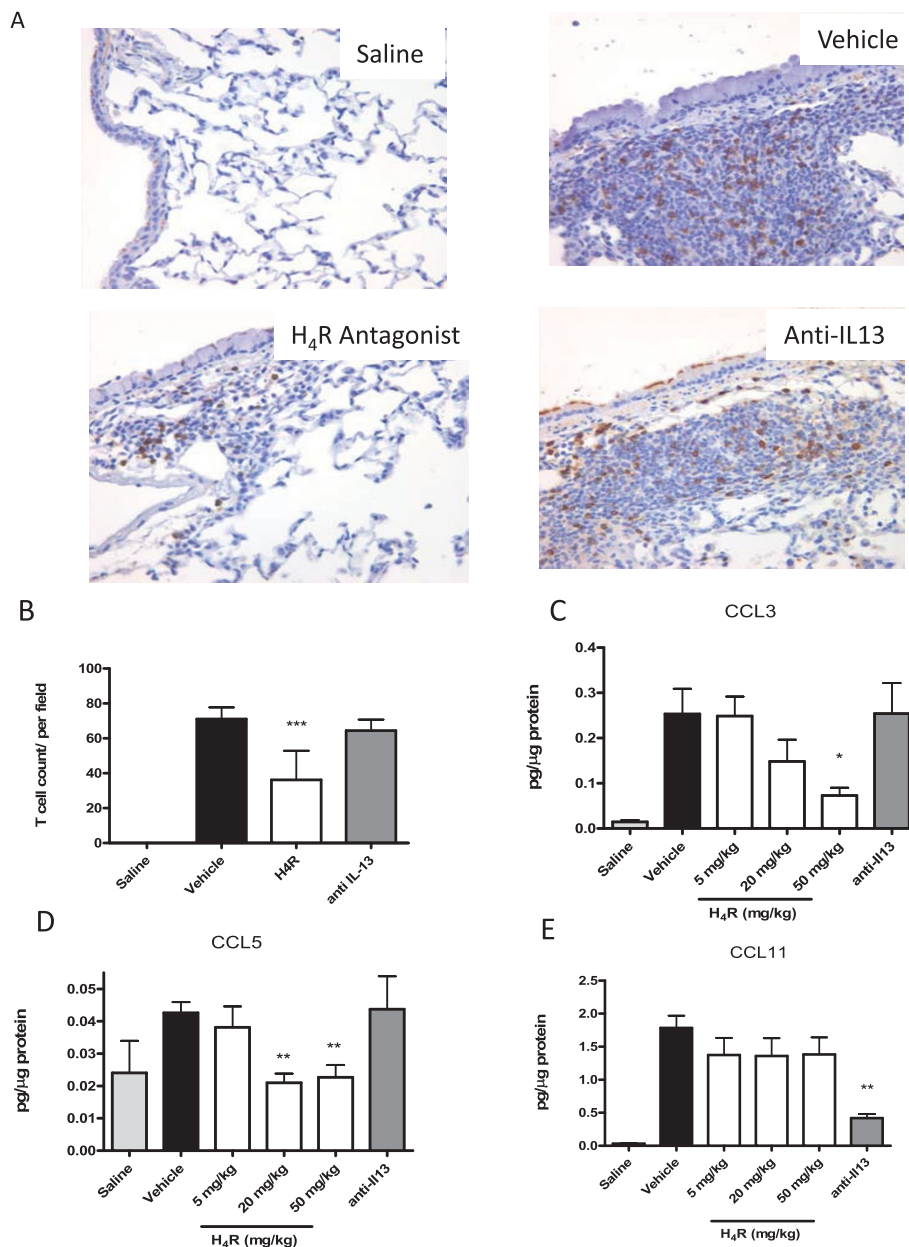 A
Saline
Vehicle
H₄R Antagonist
Anti-IL13
B
T cell count/ per field
100
80
60
40
20
0
***
Saline
Vehicle
H4R
anti IL-13
C
CCL3
pg/µg protein
0.4
0.3
0.2
0.1
0.0
*
Saline
Vehicle
5 mg/kg
20 mg/kg
50 mg/kg
anti-Il13
H₄R (mg/kg)
D
CCL5
pg/µg protein
0.05
0.04
0.03
0.02
0.01
0.00
**
**
Saline
Vehicle
5 mg/kg
20 mg/kg
50 mg/kg
anti-Il13
H₄R (mg/kg)
E
CCL11
pg/µg protein
2.5
2.0
1.5
1.0
0.5
0.0
**
Saline
Vehicle
5 mg/kg
20 mg/kg
50 mg/kg
anti-Il13
H₄R (mg/kg)